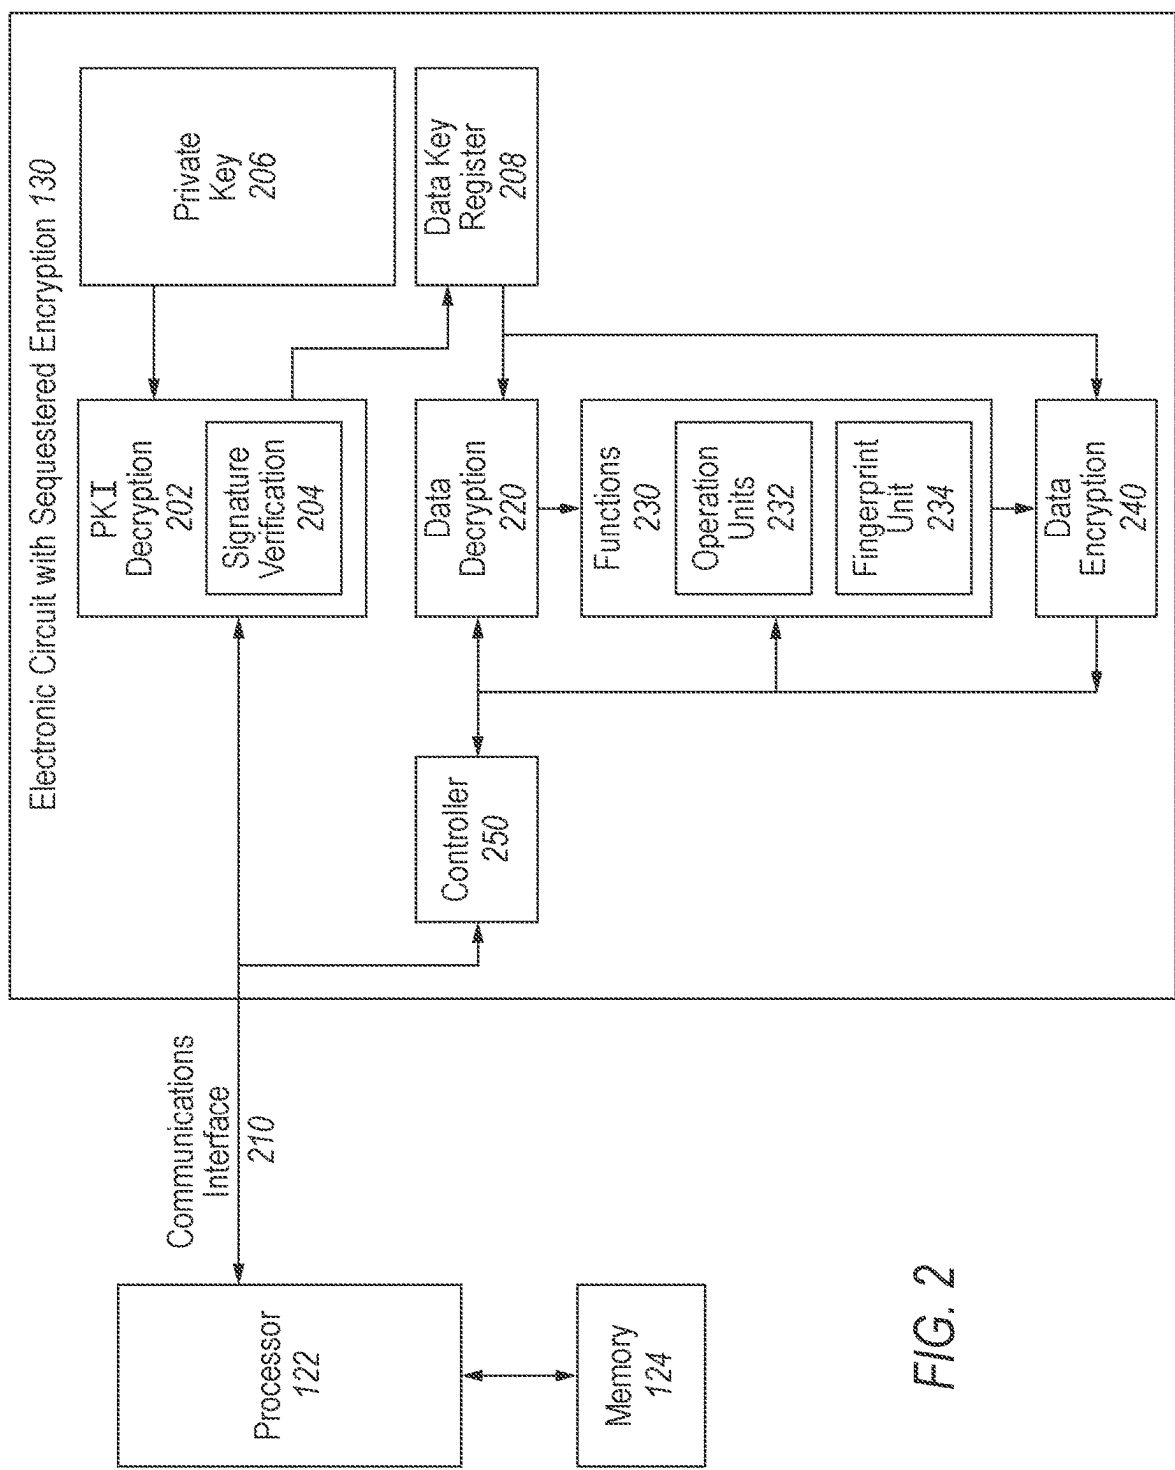 Electronic Circuit with Sequestered Encryption 130
Processor
122
Memory
124
Communications
Interface
210
Controller
250
PKI
Decryption
202
Signature
Verification
204
Private
Key
206
Data Key
Register
208
Data
Decryption
220
Functions
230
Operation
Units
232
Fingerprint
Unit
234
Data
Encryption
240
FIG. 2